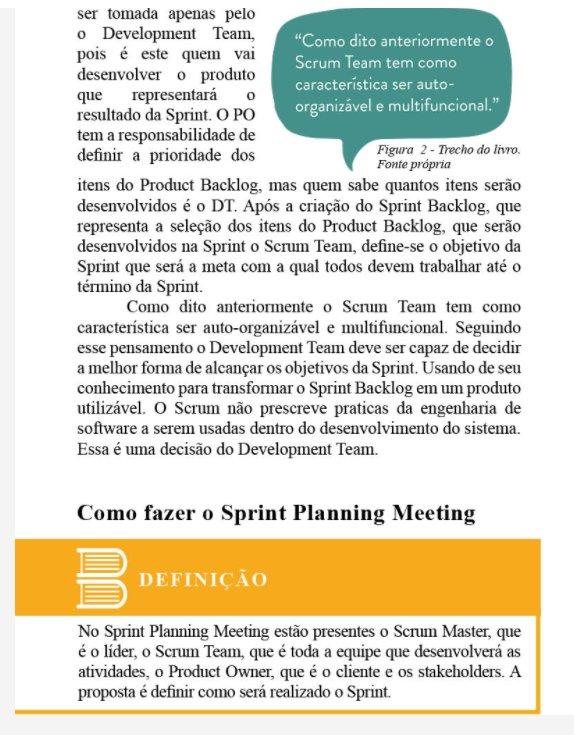 ser tomada apenas pelo
o Development Team,
pois é este quem vai
desenvolver o produto
que representará o
resultado da Sprint. O PO
tem a responsabilidade de
definir a prioridade dos
“Como dito anteriormente o
Scrum Team tem como
característica ser auto-
organizável e multifuncional.”
Figura 2 - Trecho do livro.
Fonte própria
itens do Product Backlog, mas quem sabe quantos itens serão
desenvolvidos é o DT. Após a criação do Sprint Backlog, que
representa a seleção dos itens do Product Backlog, que serão
desenvolvidos na Sprint o Scrum Team, define-se o objetivo da
Sprint que será a meta com a qual todos devem trabalhar até o
término da Sprint.
Como dito anteriormente o Scrum Team tem como
característica ser auto-organizável e multifuncional. Seguindo
esse pensamento o Development Team deve ser capaz de decidir
a melhor forma de alcançar os objetivos da Sprint. Usando de seu
conhecimento para transformar o Sprint Backlog em um produto
utilizável. O Scrum não prescreve praticas da engenharia de
software a serem usadas dentro do desenvolvimento do sistema.
Essa é uma decisão do Development Team.
Como fazer o Sprint Planning Meeting
DEFINIÇÃO
No Sprint Planning Meeting estão presentes o Scrum Master, que
é o líder, o Scrum Team, que é toda a equipe que desenvolverá as
atividades, o Product Owner, que é o cliente e os stakeholders. A
proposta é definir como será realizado o Sprint.